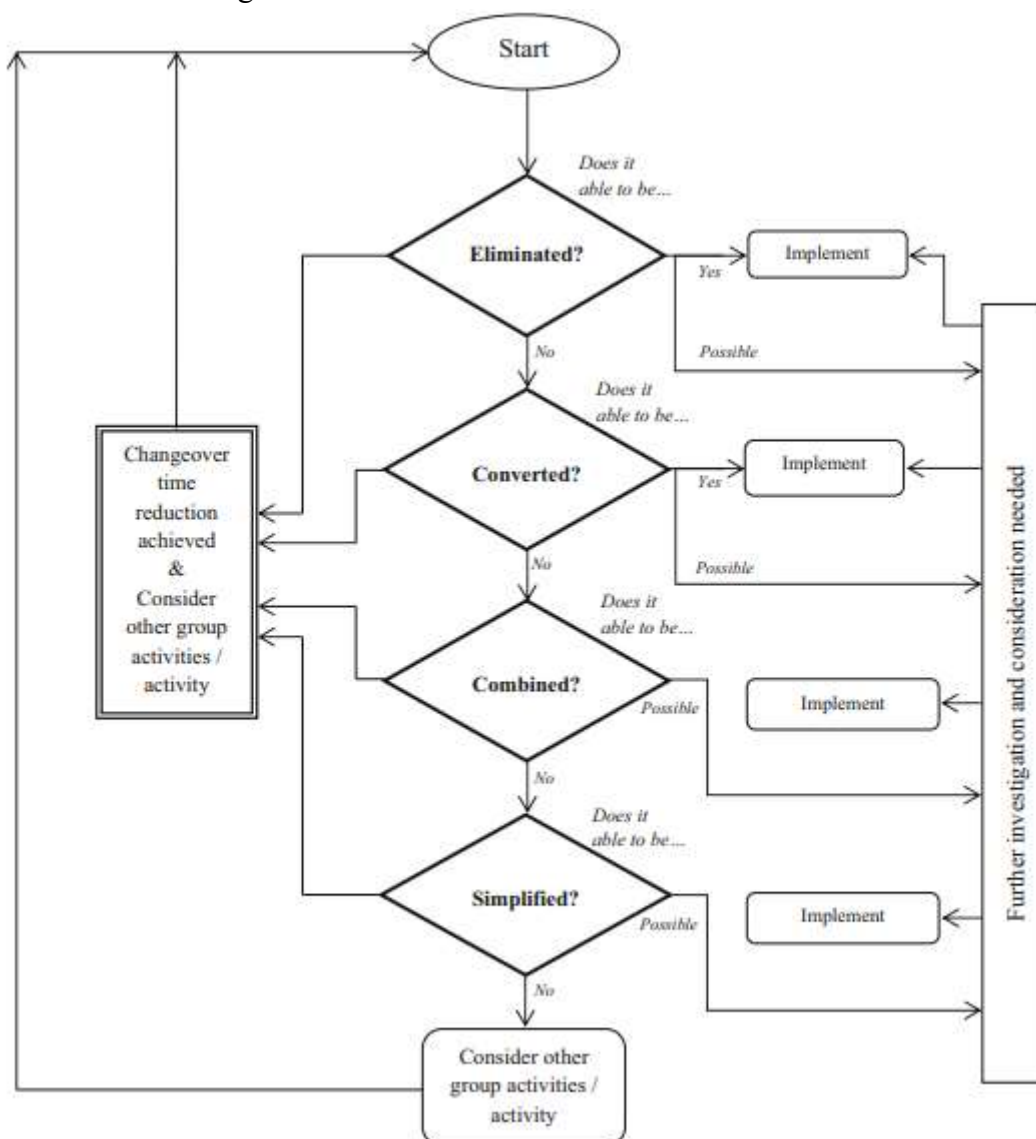 Start
Does it
able to be...
Eliminated?
Implement
Yes
No
Possible
Does it
able to be...
Converted?
Implement
Yes
No
Possible
Changeover
time
reduction
achieved
&
Consider
other group
activities /
activity
Does it
able to be...
Combined?
Possible
Implement
No
Does it
able to be...
Simplified?
Possible
Implement
No
Further investigation and consideration needed
Consider other
group activities /
activity